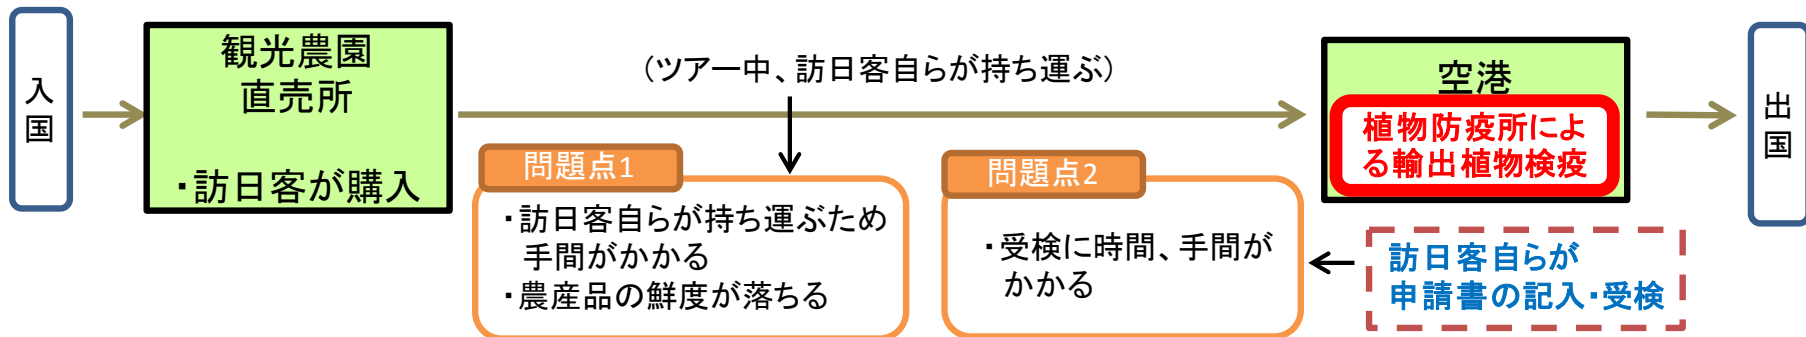 入
国
観光農園
直売所
・訪日客が購入
(ツアー中、訪日客自らが持ち運ぶ)
問題点1
・訪日客自らが持ち運ぶため
手間がかかる
・農産品の鮮度が落ちる
問題点2
・受検に時間、手間が
かかる
空港
植物防疫所によ
る輸出植物検疫
訪日客自らが
申請書の記入・受検
出
国